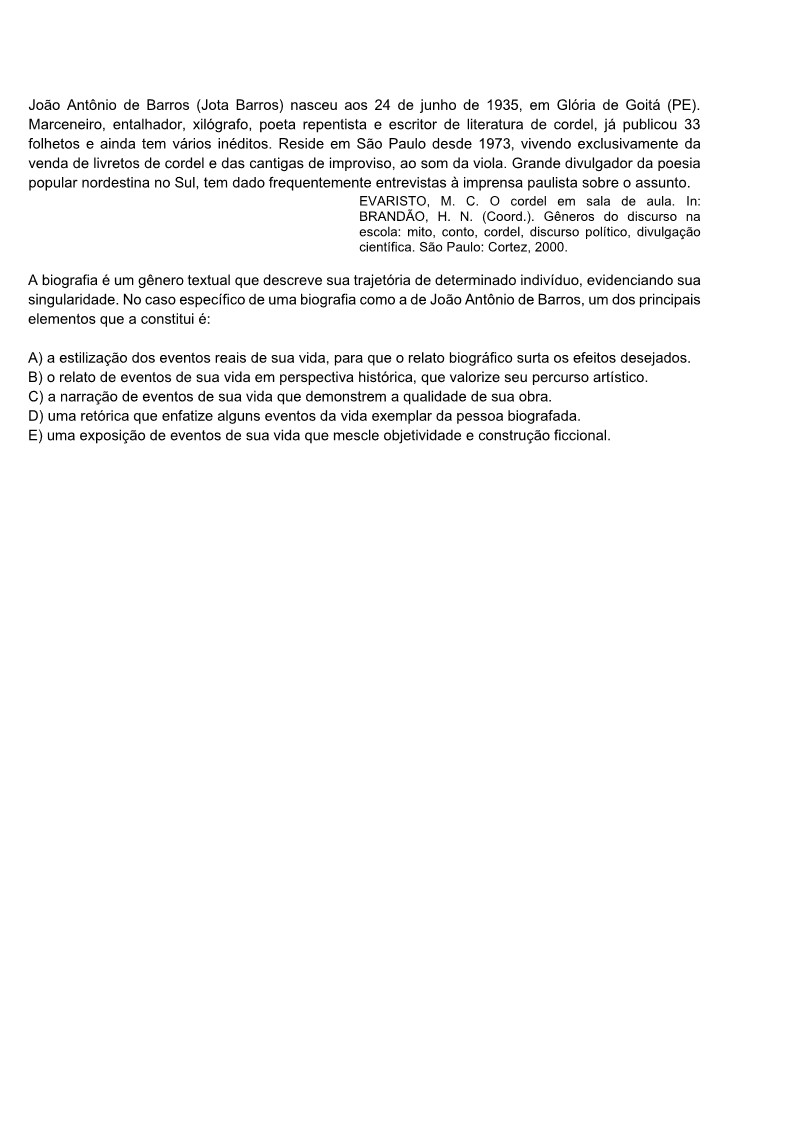 João Antônio de Barros (Jota Barros) nasceu aos 24 de junho de 1935, em Glória de Goitá (PE).
Marceneiro, entalhador, xilógrafo, poeta repentista e escritor de literatura de cordel, já publicou 33
folhetos e ainda tem vários inéditos. Reside em São Paulo desde 1973, vivendo exclusivamente da
venda de livretos de cordel e das cantigas de improviso, ao som da viola. Grande divulgador da poesia
popular nordestina no Sul, tem dado frequentemente entrevistas à imprensa paulista sobre o assunto.
EVARISTO, M. C. O cordel em sala de aula. In:
BRANDÃO, H. N. (Coord.). Gêneros do discurso na
escola: mito, conto, cordel, discurso político, divulgação
científica. São Paulo: Cortez, 2000.
A biografia é um gênero textual que descreve sua trajetória de determinado indivíduo, evidenciando sua
singularidade. No caso específico de uma biografia como a de João Antônio de Barros, um dos principais
elementos que a constitui é:
A) a estilização dos eventos reais de sua vida, para que o relato biográfico surta os efeitos desejados.
B) o relato de eventos de sua vida em perspectiva histórica, que valorize seu percurso artístico.
C) a narração de eventos de sua vida que demonstrem a qualidade de sua obra.
D) uma retórica que enfatize alguns eventos da vida exemplar da pessoa biografada.
E) uma exposição de eventos de sua vida que mescle objetividade e construção ficcional.